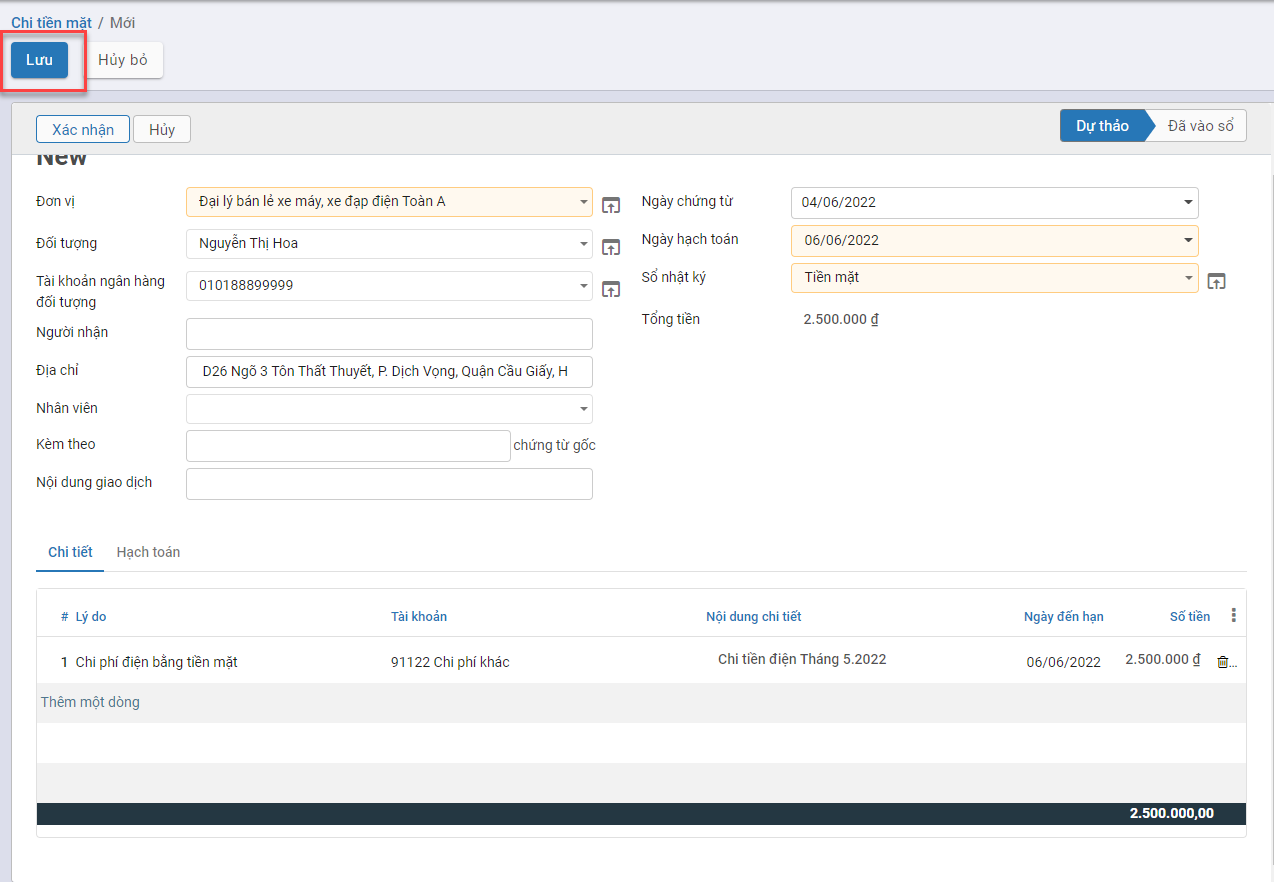 Chi tiền mặt / Mới
Lưu Hủy bỏ
Xác nhận Hủy Dự thảo Đã vào sổ
New
Đơn vị Đại lý bán lẻ xe máy, xe đạp điện Toàn A Ngày chứng từ 04/06/2022
Đối tượng Nguyễn Thị Hoa Ngày hạch toán 06/06/2022
Tài khoản ngân hàng đối tượng 010188899999 Sổ nhật ký Tiền mặt
Người nhận Tổng tiền 2.500.000 ₫
Địa chỉ D26 Ngõ 3 Tôn Thất Thuyết, P. Dịch Vọng, Quận Cầu Giấy, H
Nhân viên
Kèm theo chứng từ gốc
Nội dung giao dịch
Chi tiết Hạch toán
# Lý do Tài khoản Nội dung chi tiết Ngày đến hạn Số tiền
1 Chi phí điện bằng tiền mặt 91122 Chi phí khác Chi tiền điện Tháng 5.2022 06/06/2022 2.500.000 ₫ ...
Thêm một dòng
2.500.000,00